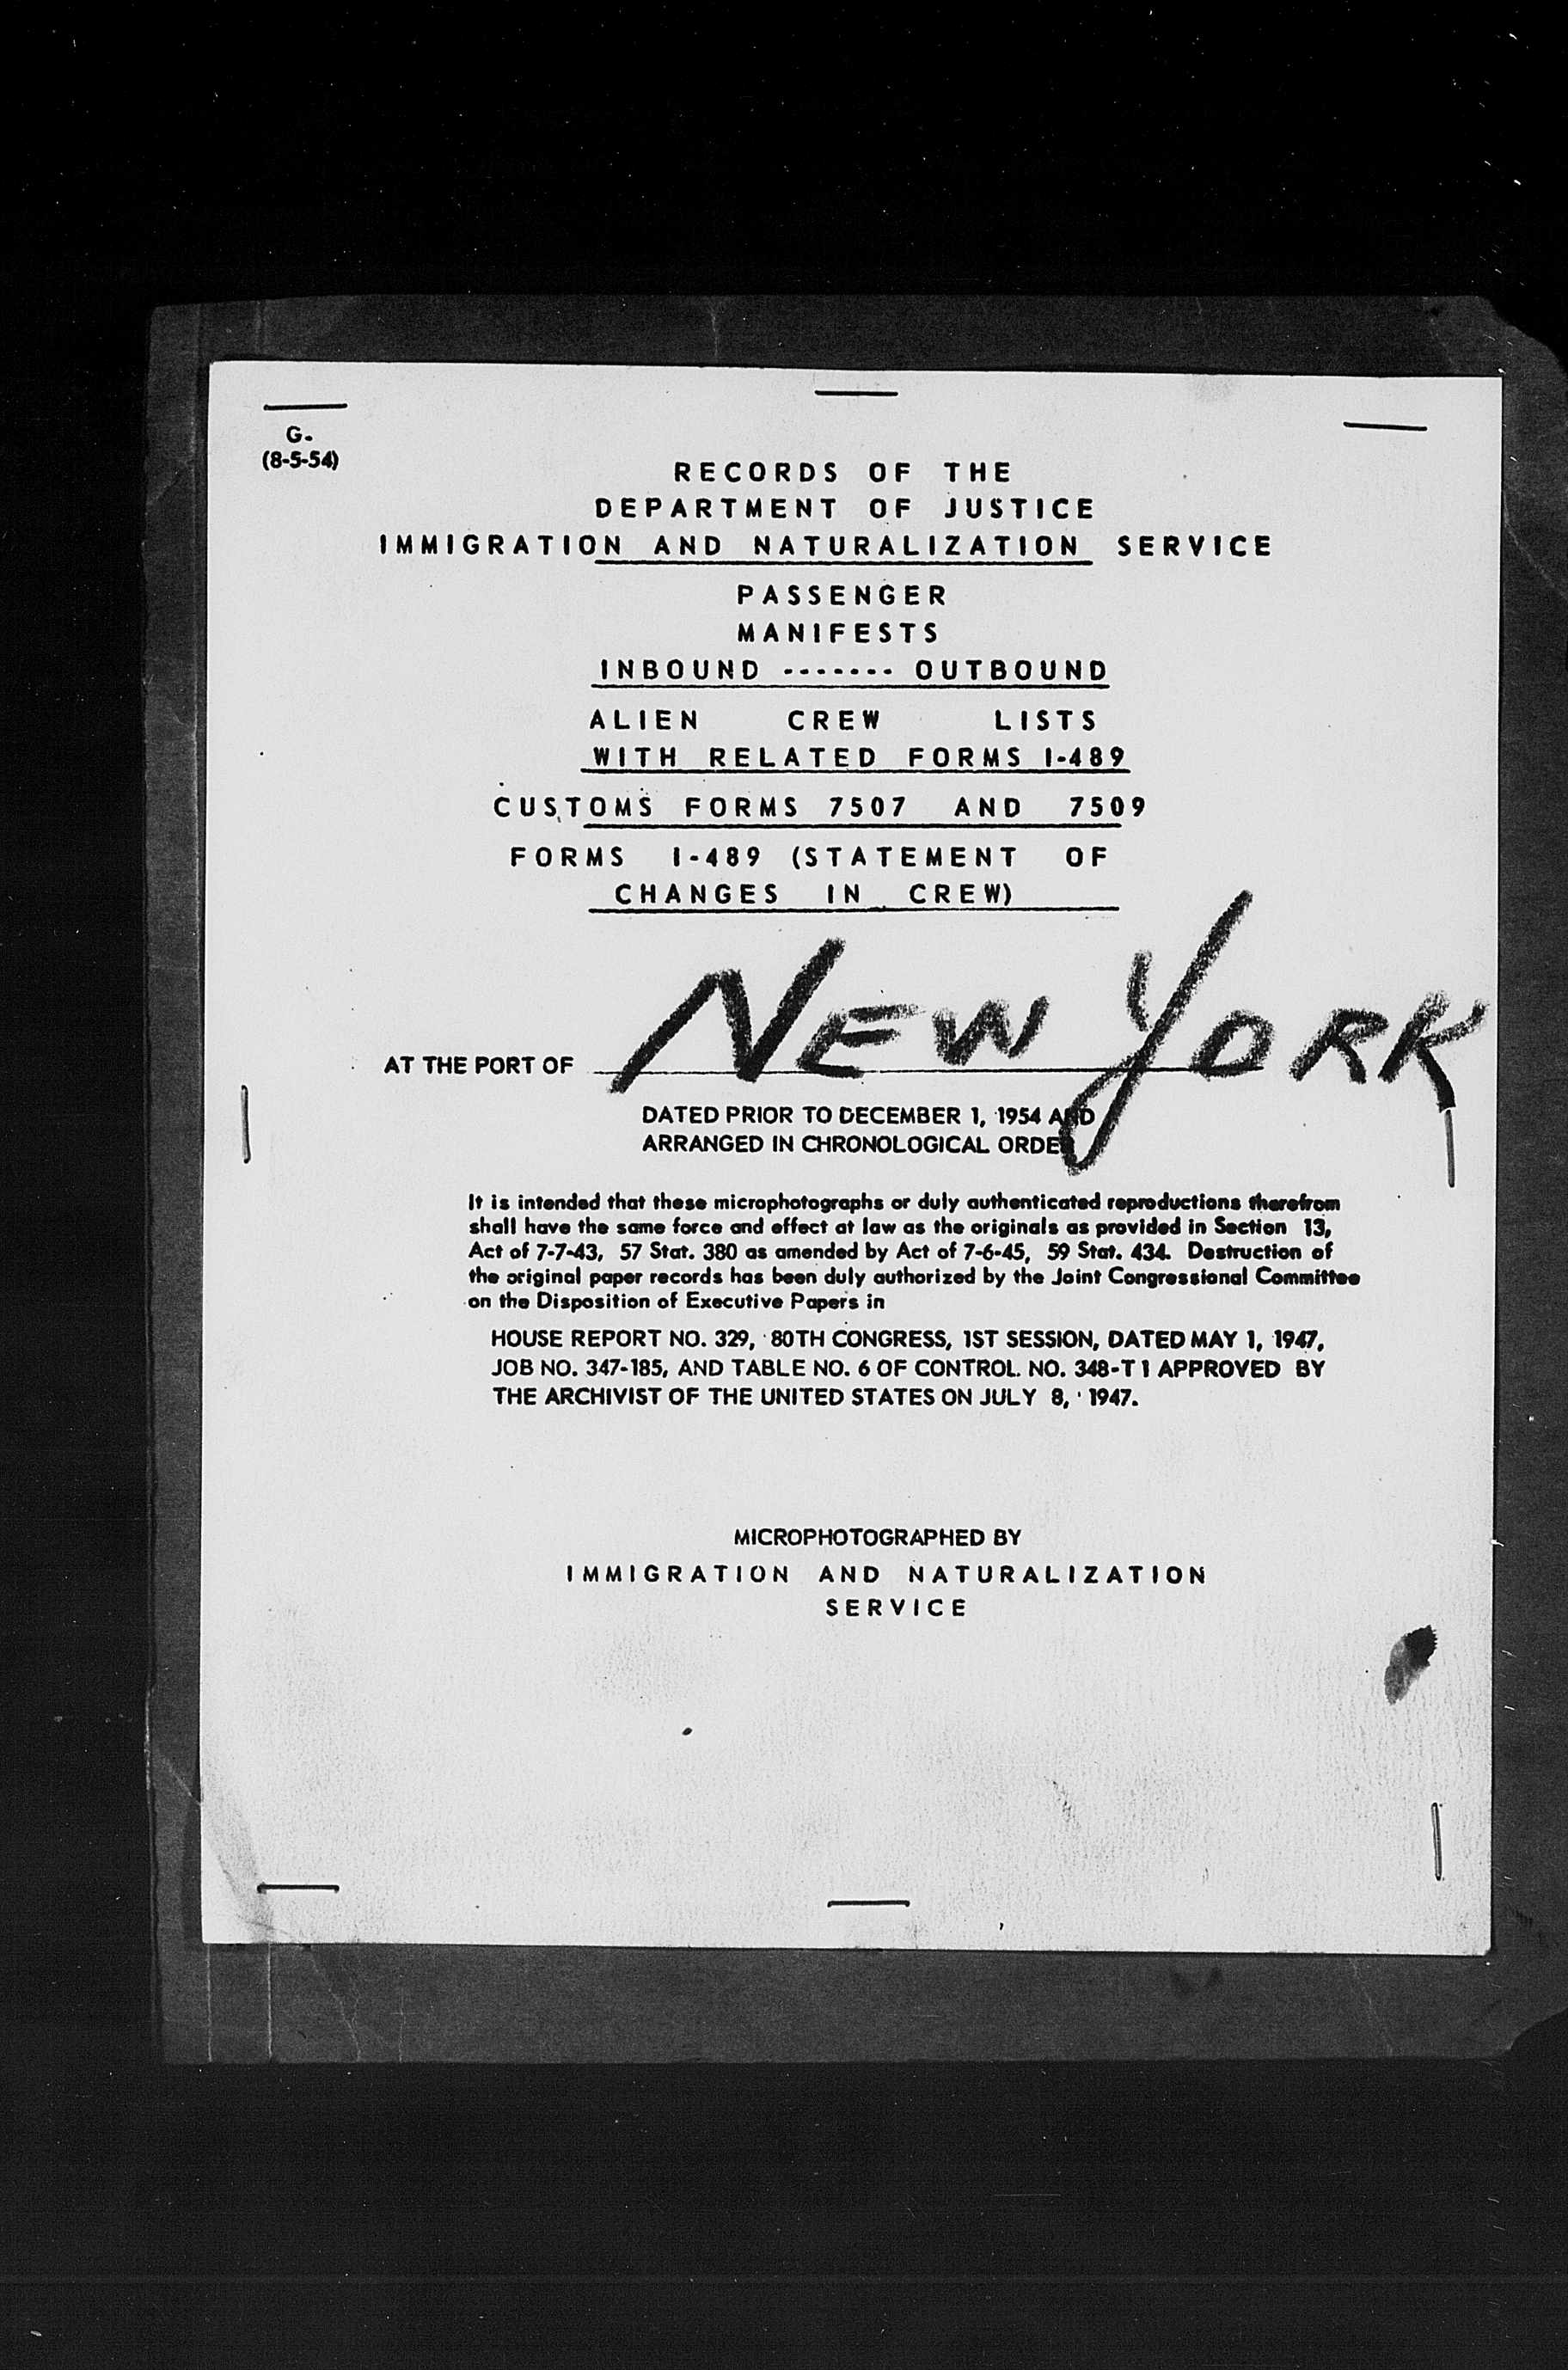 G-
(8-5-54)
RECORDS OF THE
DEPARTMENT OF JUSTICE
IMMIGRATION AND NATURALIZATION SERVICE
PASSENGER
MANIFESTS
INBOUND ------- OUTBOUND
ALIEN CREW LISTS
WITH RELATED FORMS I-489
CUSTOMS FORMS 7507 AND 7509
FORMS I-489 (STATEMENT OF
CHANGES IN CREW)
AT THE PORT OF NEW YORK
DATED PRIOR TO DECEMBER 1, 1954 AND
ARRANGED IN CHRONOLOGICAL ORDER
It is intended that these microphotographs or duly authenticated reproductions therefrom
shall have the same force and effect at law as the originals as provided in Section 13,
Act of 7-7-43, 57 Stat. 380 as amended by Act of 7-6-45, 59 Stat. 434. Destruction of
the original paper records has been duly authorized by the Joint Congressional Committee
on the Disposition of Executive Papers in
HOUSE REPORT NO. 329, 80TH CONGRESS, 1ST SESSION, DATED MAY 1, 1947,
JOB NO. 347-185, AND TABLE NO. 6 OF CONTROL NO. 348-T1 APPROVED BY
THE ARCHIVIST OF THE UNITED STATES ON JULY 8, 1947.
MICROPHOTOGRAPHED BY
IMMIGRATION AND NATURALIZATION
SERVICE